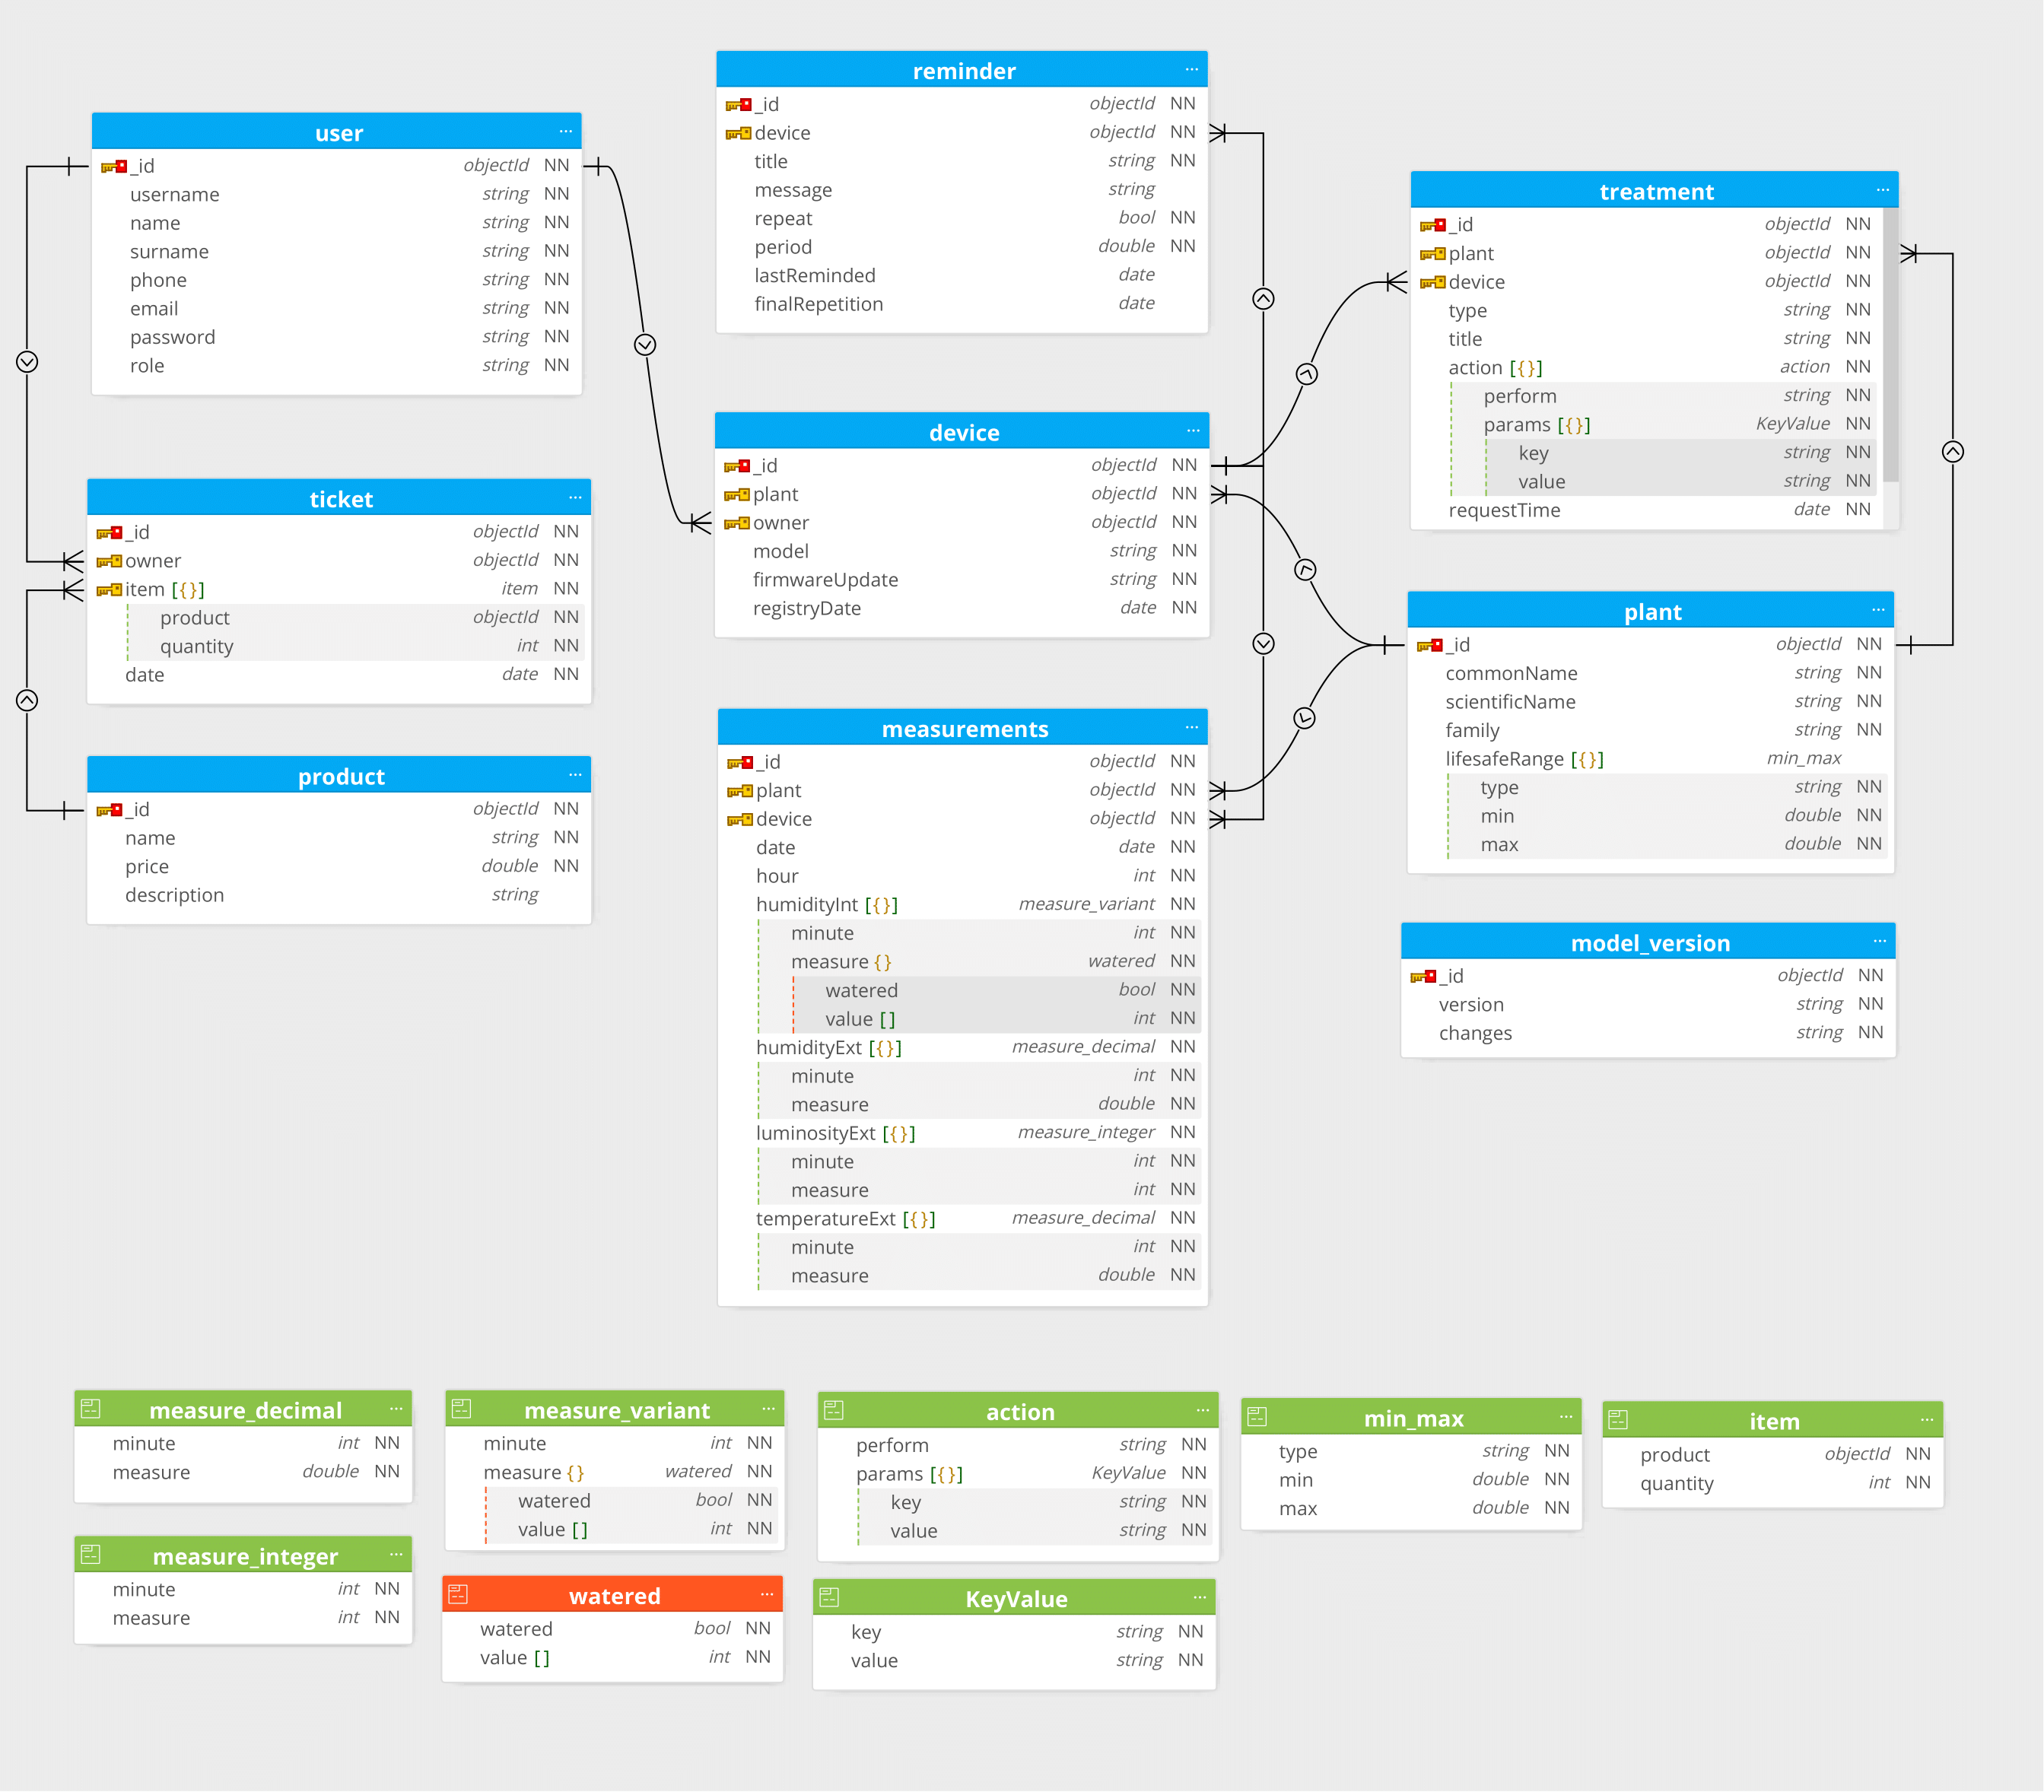 reminder ...
_id objectId NN
device objectId NN
title string NN
message string
repeat bool NN
period double NN
lastReminded date
finalRepetition date
user ...
_id objectId NN
username string NN
name string NN
surname string NN
phone string NN
email string NN
password string NN
role string NN
treatment ...
_id objectId NN
plant objectId NN
device objectId NN
type string NN
title string NN
action [{}] action NN
perform string NN
params [{}] KeyValue NN
key string NN
value string NN
requestTime date NN
device ...
_id objectId NN
plant objectId NN
owner objectId NN
model string NN
firmwareUpdate string NN
registryDate date NN
ticket ...
_id objectId NN
owner objectId NN
item [{}] item NN
product objectId NN
quantity int NN
date date NN
plant ...
_id objectId NN
commonName string NN
scientificName string NN
family string NN
lifesafeRange [{}] min_max
type string NN
min double NN
max double NN
measurements ...
_id objectId NN
plant objectId NN
device objectId NN
date date NN
hour int NN
humidityInt [{}] measure_variant NN
minute int NN
measure {} watered NN
watered bool NN
value [] int NN
humidityExt [{}] measure_decimal NN
minute int NN
measure double NN
luminosityExt [{}] measure_integer NN
minute int NN
measure int NN
temperatureExt [{}] measure_decimal NN
minute int NN
measure double NN
product ...
_id objectId NN
name string NN
price double NN
description string
model_version ...
_id objectId NN
version string NN
changes string NN
measure_decimal ...
minute int NN
measure double NN
measure_variant ...
minute int NN
measure {} watered NN
watered bool NN
value [] int NN
action ...
perform string NN
params [{}] KeyValue NN
key string NN
value string NN
min_max ...
type string NN
min double NN
max double NN
item ...
product objectId NN
quantity int NN
measure_integer ...
minute int NN
measure int NN
watered ...
watered bool NN
value [] int NN
KeyValue ...
key string NN
value string NN